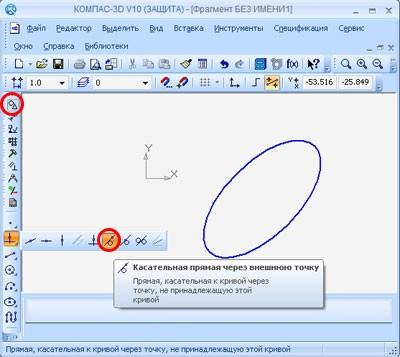 КОМПАС-3D V10 (ЗАЩИТА) - [Фрагмент БЕЗ ИМЕНИ1]
Файл Редактор Выделить Вид Вставка Инструменты Спецификация
Окно Справка Библиотеки
f(x)
1.0 0 -53.516 -25.849
Y
X
Касательная прямая через внешнюю точку
Прямая, касательная к кривой через
точку, не принадлежащую этой
кривой
Прямая, касательная к кривой через точку, не принадлежащую этой кривой